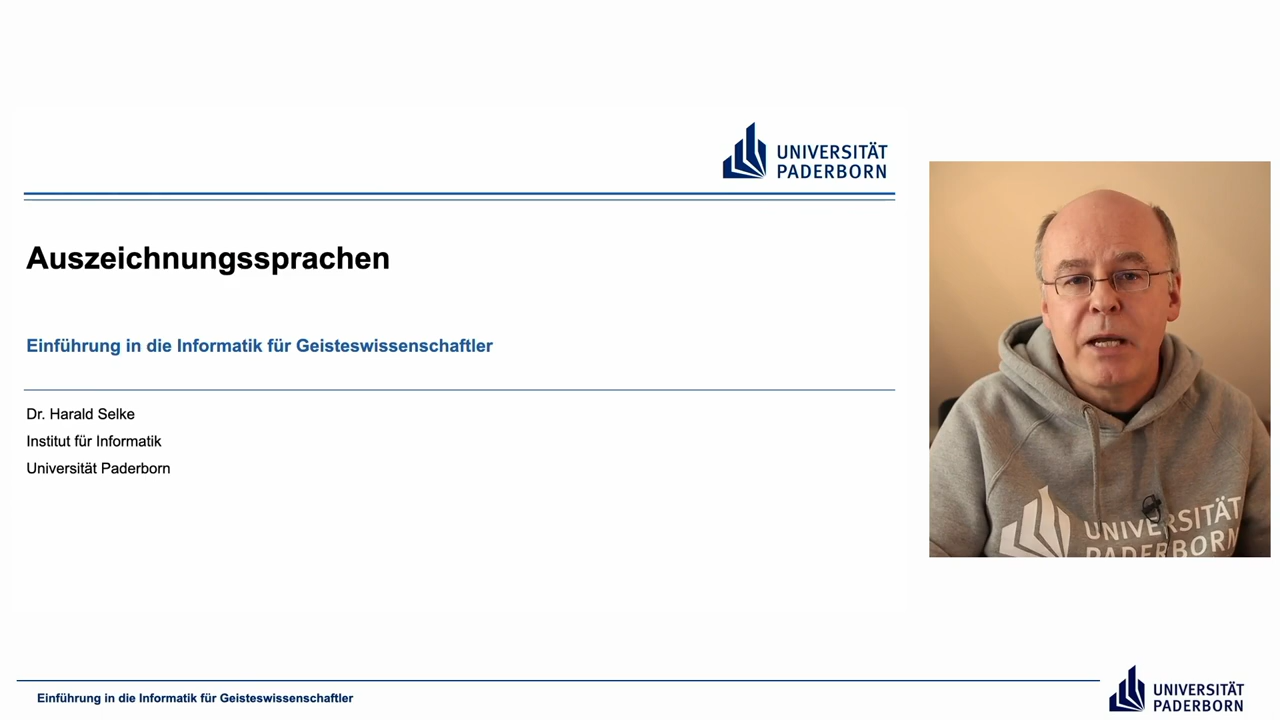 UNIVERSITÄT
PADERBORN
Auszeichnungssprachen
Einführung in die Informatik für Geisteswissenschaftler
Dr. Harald Selke
Institut für Informatik
Universität Paderborn
UNIVERSITÄT
PADERBORN
Einführung in die Informatik für Geisteswissenschaftler
UNIVERSITÄT
PADERBORN